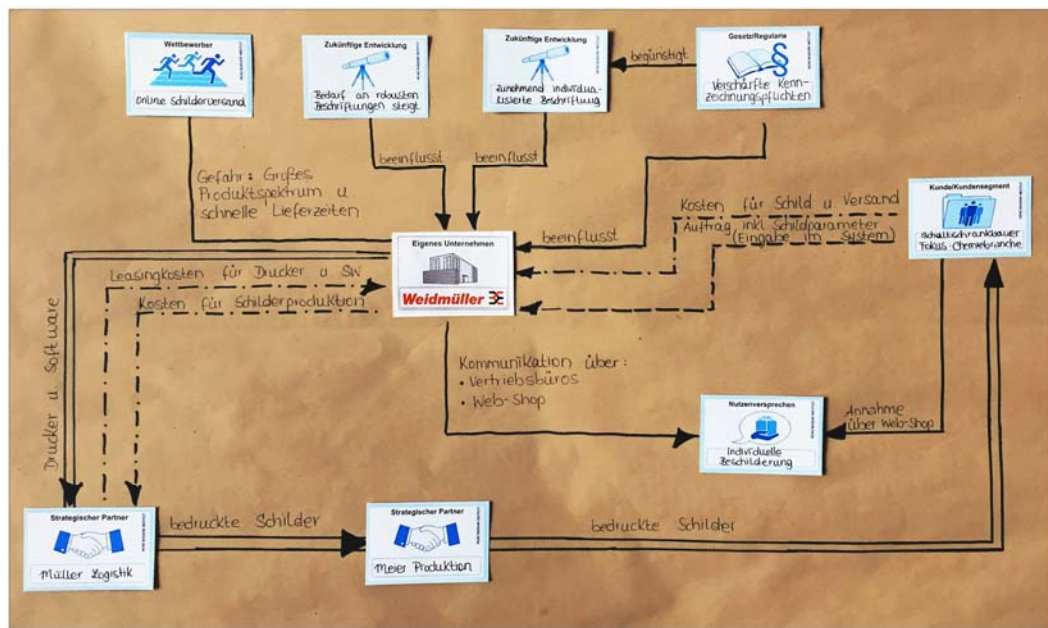 Wettbewerber
Online Schilderversand
Zukünftige Entwicklung
Bedarf an robusten
Beschriftungen steigt
Zukünftige Entwicklung
Zunehmend individua-
lisierte Beschriftung
begünstigt
Gesetz/Regularie
Verschärfte Kenn-
zeichnungspflichten
beeinflusst
beeinflusst
Gefahr: Großes
Produktspektrum u
schnelle Lieferzeiten
beeinflusst
Kosten für Schild u. Versand
Auftrag inkl Schildparameter
(Eingabe im System)
Kunde/Kundensegment
Schaltschrankbauer
Fokus-Chemiebranche
Eigenes Unternehmen
Weidmüller
Leasingkosten für Drucker u SW
Kosten für Schilderproduktion
Drucker u. Software
Kommunikation über:
• Vertriebsbüros
• Web-Shop
Nutzenversprechen
Individuelle
Beschilderung
Annahme
über Web-Shop
Strategischer Partner
Müller Logistik
bedruckte Schilder
Strategischer Partner
Meier Produktion
bedruckte Schilder